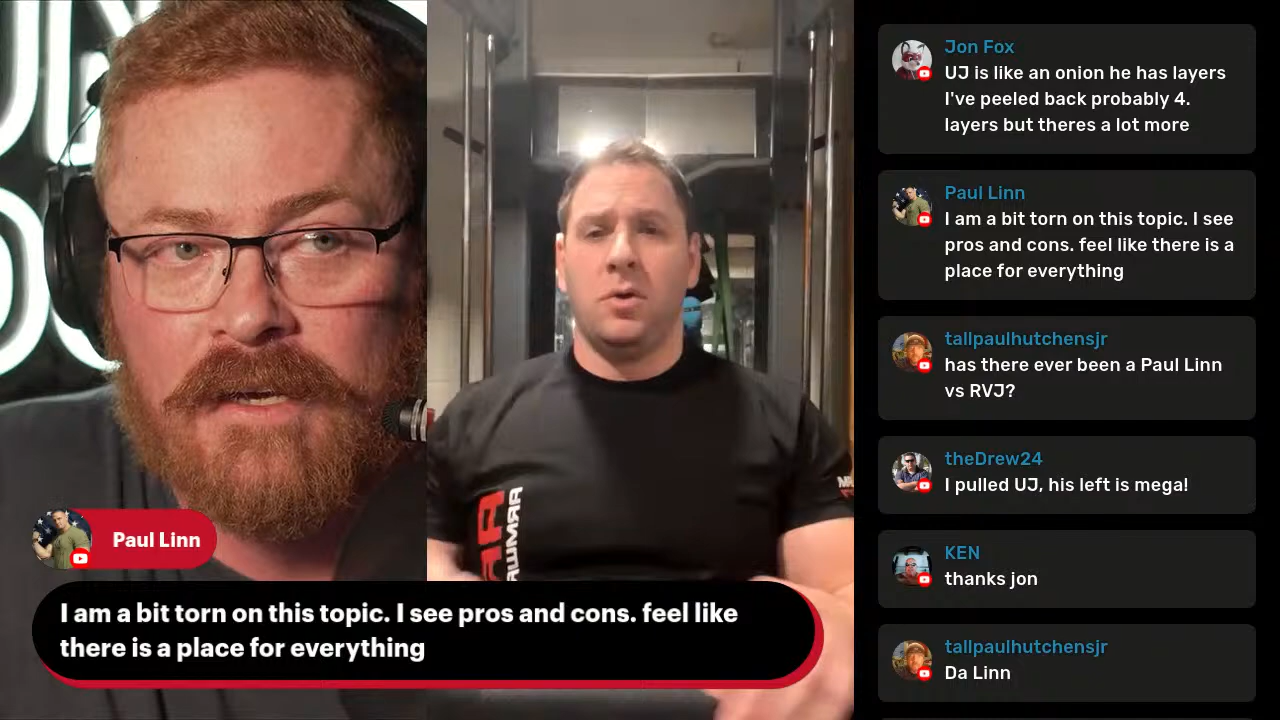 Paul Linn
I am a bit torn on this topic. I see pros and cons. feel like
there is a place for everything
Jon Fox
UJ is like an onion he has layers
I've peeled back probably 4.
layers but theres a lot more
Paul Linn
I am a bit torn on this topic. I see
pros and cons. feel like there is a
place for everything
tallpaulhutchensjr
has there ever been a Paul Linn
vs RVJ?
theDrew24
I pulled UJ, his left is mega!
KEN
thanks jon
tallpaulhutchensjr
Da Linn